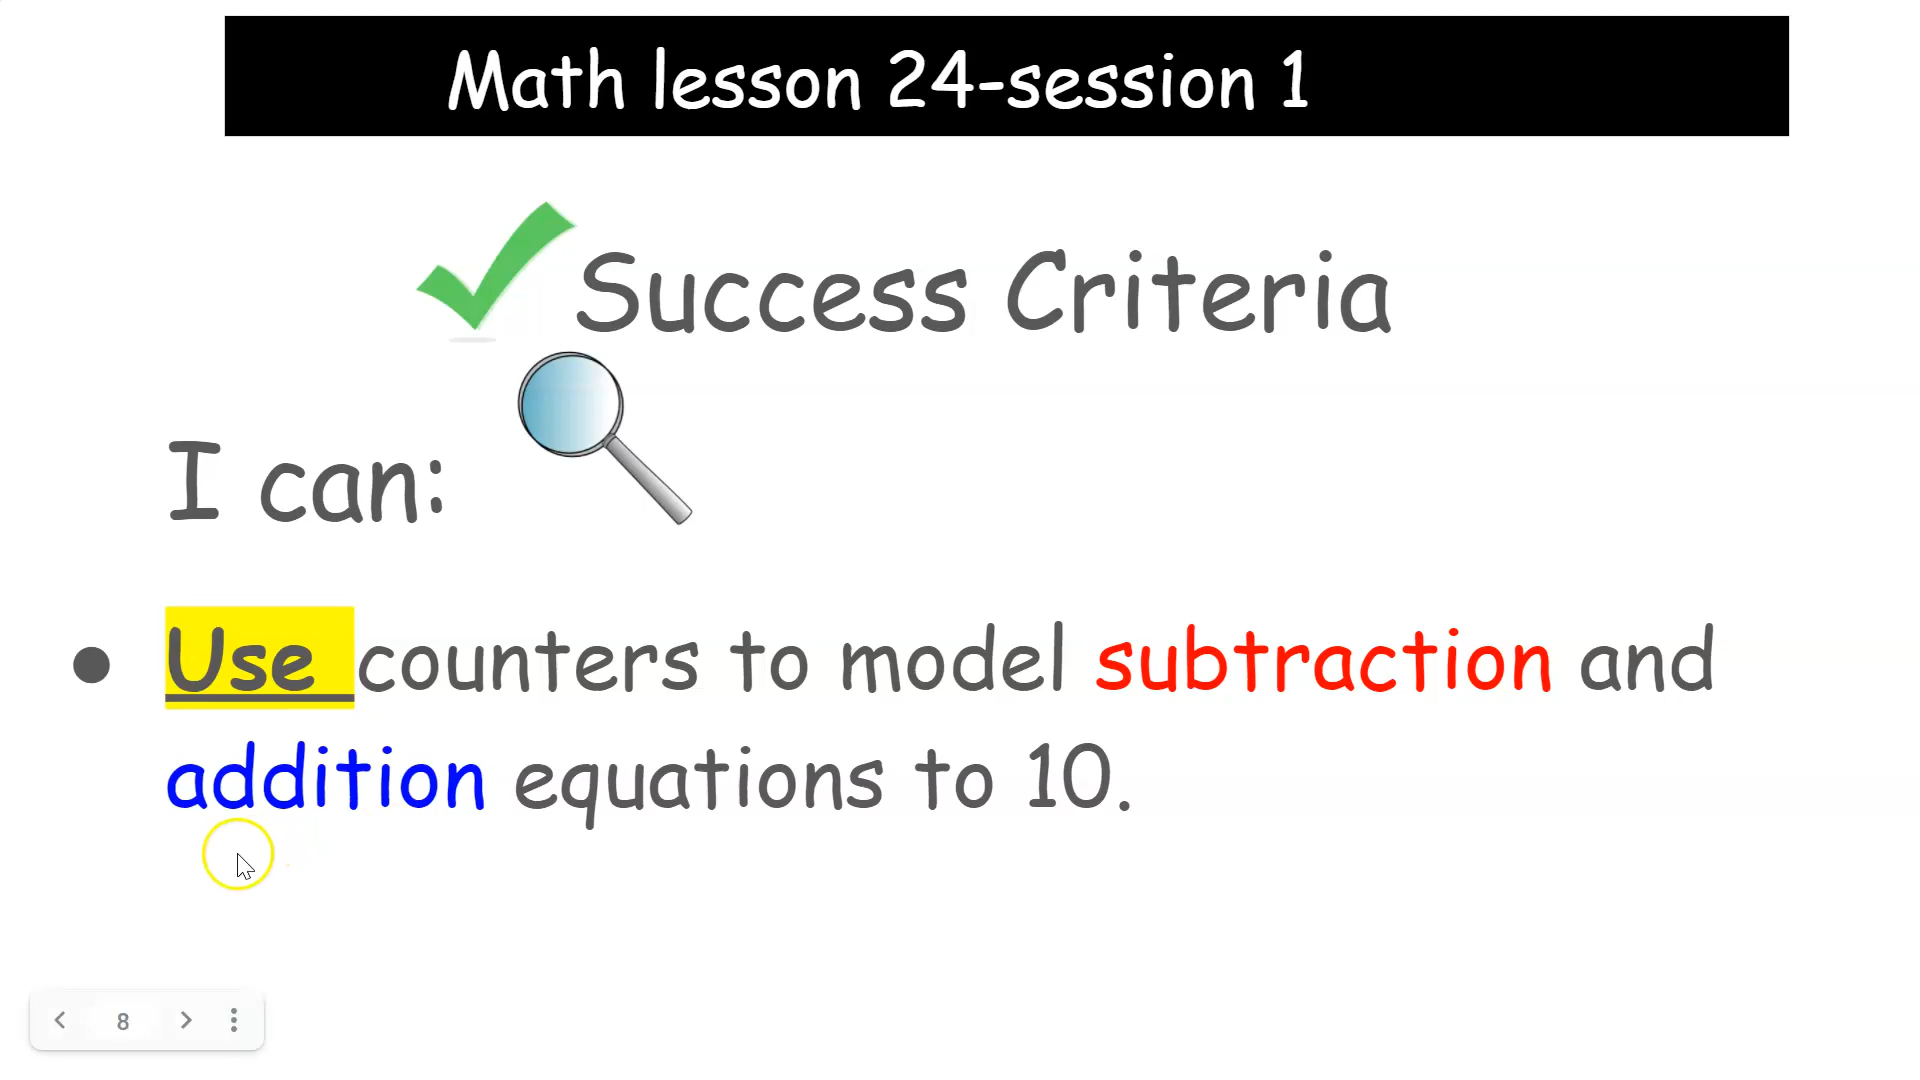 Math lesson 24-session 1
Success Criteria
I can:
● Use counters to model subtraction and
addition equations to 10.
8